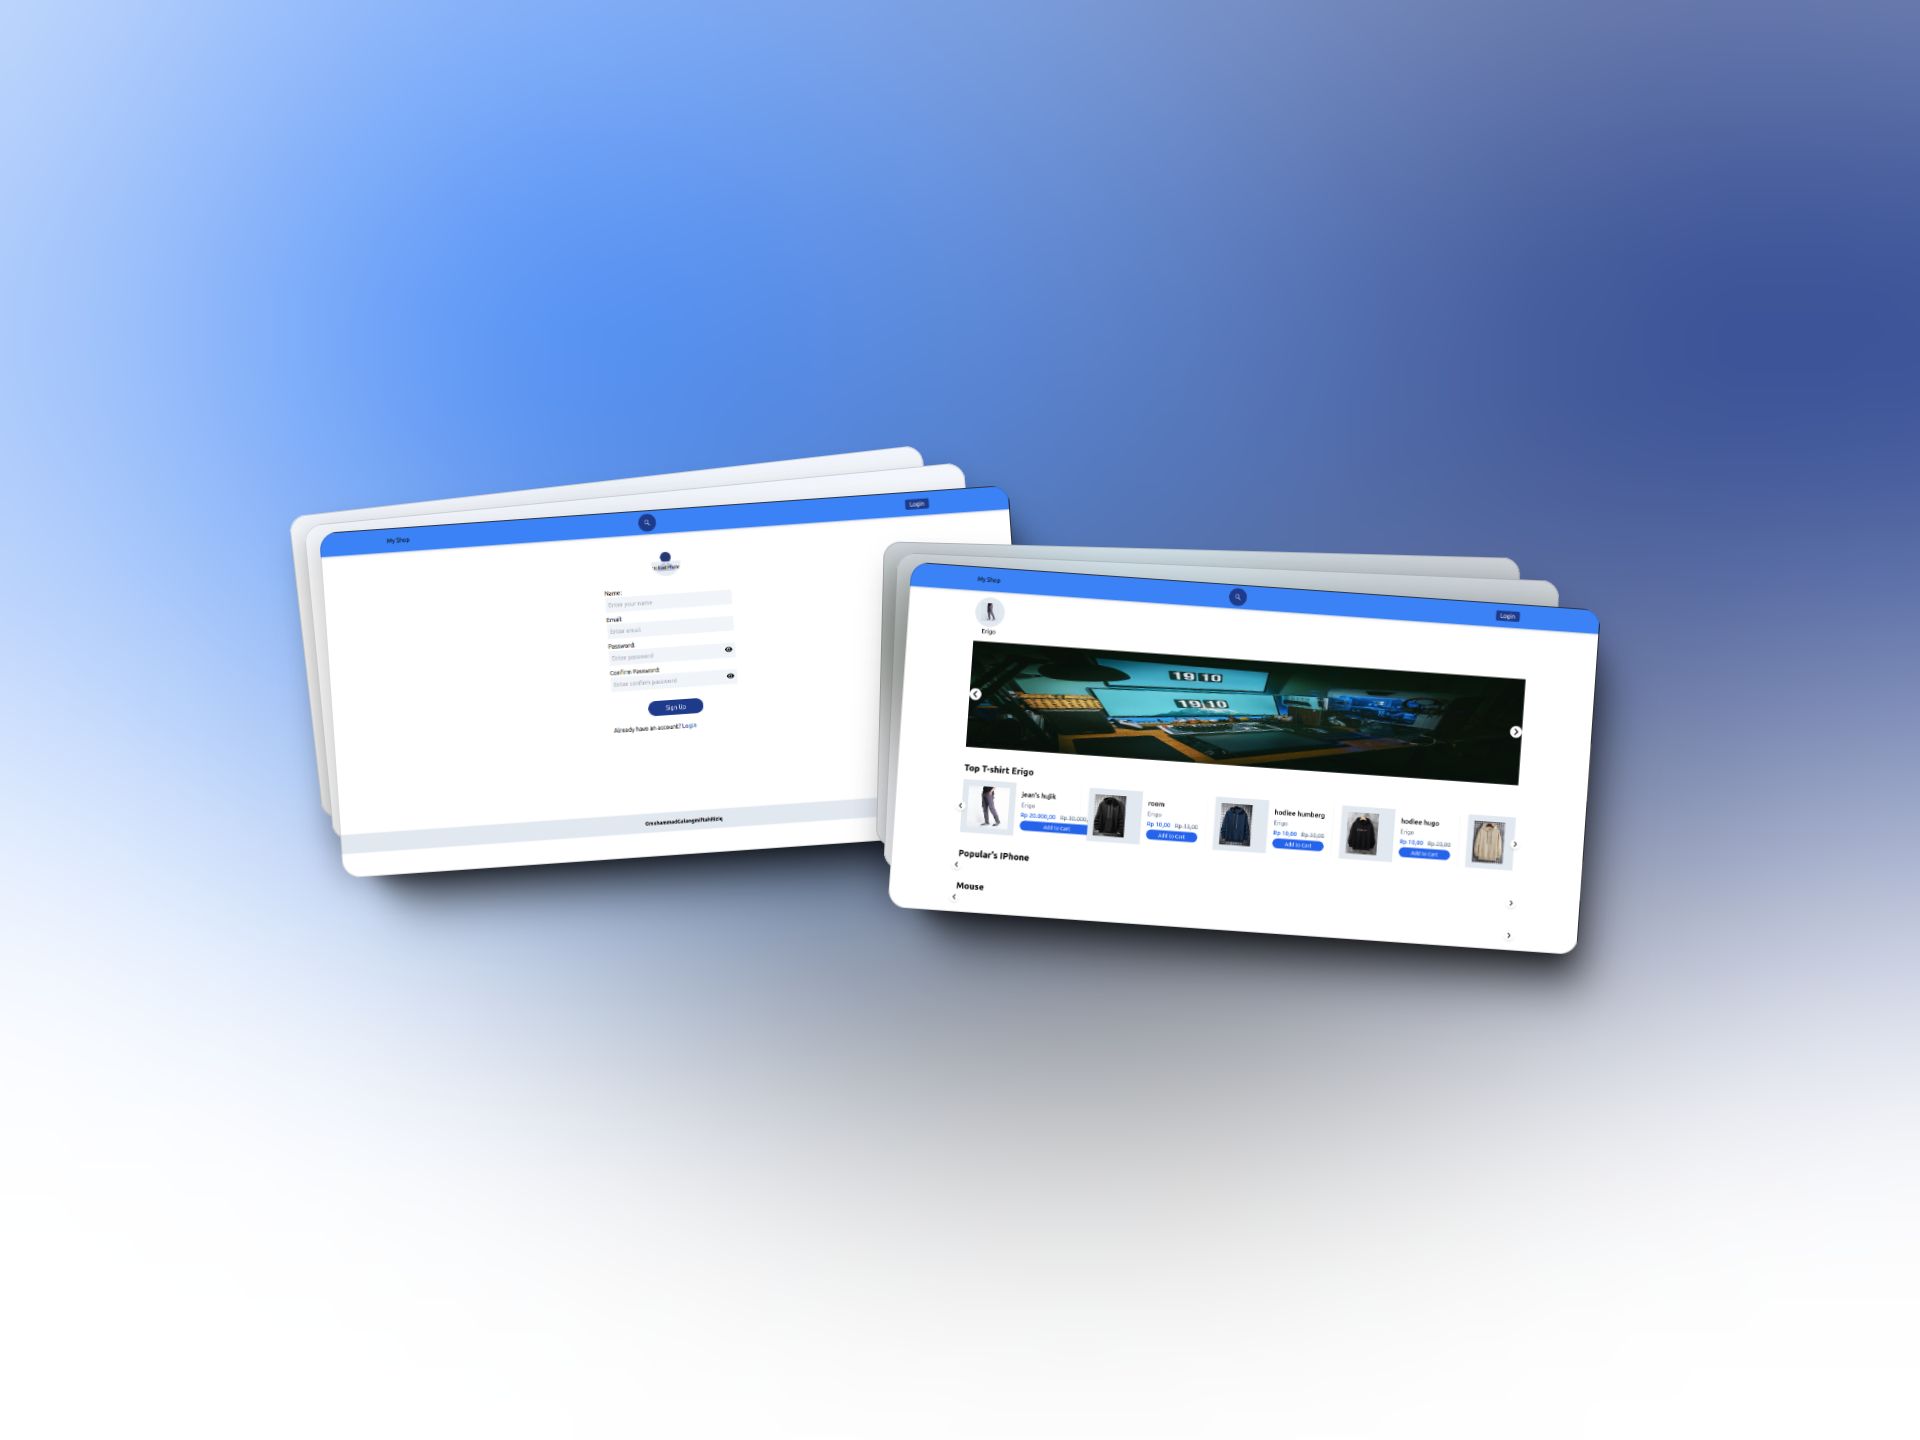 My Shop
Login
Name:
Enter your name
Email:
Enter email
Password:
Enter password
Confirm Password:
Enter confirm password
Sign Up
Already have an account? Login
My Shop
Login
Erigo
19 10
19 10
Top T-shirt Erigo
jean's hujik
Erigo
Rp 20.000,00 Rp 30.000,
Add to Cart
room
Erigo
Rp 10,00 Rp 15,00
Add to Cart
hodiee humberg
Erigo
Rp 10,00 Rp 30,00
Add to Cart
hodiee hugo
Erigo
Rp 10,00 Rp 20,00
Add to Cart
Popular's IPhone
Mouse